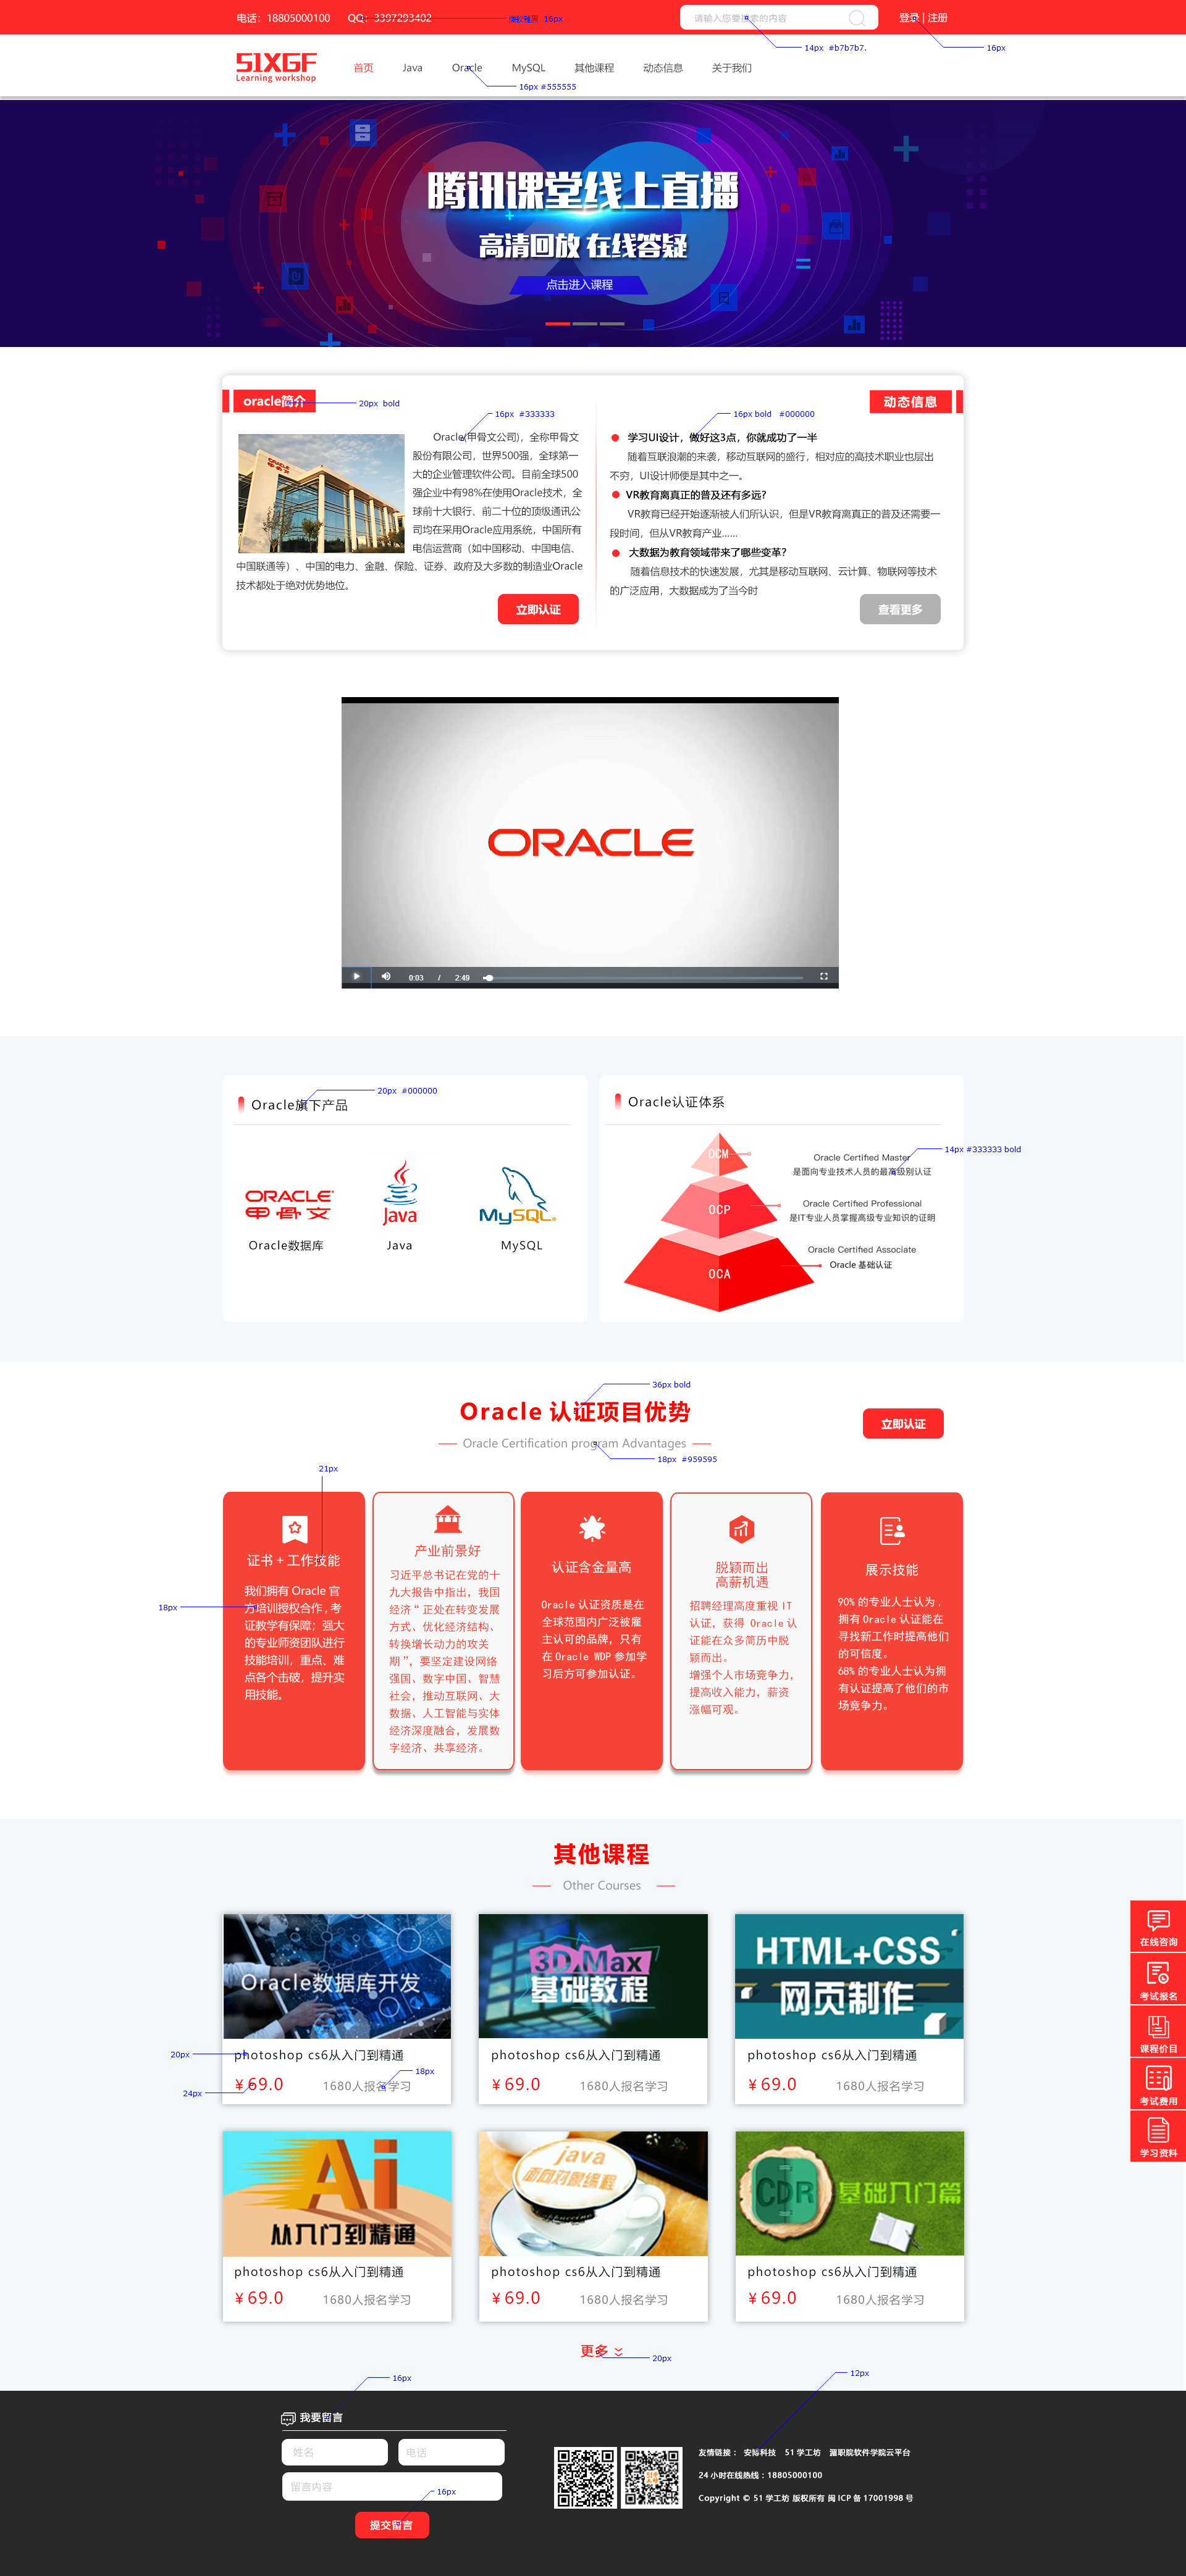 电话：18805000100 QQ：3397293402 微软雅黑 16px
请输入您要搜索的内容
登录 | 注册
14px #b7b7b7.
16px
51XGF
Learning workshop
首页 Java Oracle MySQL 其他课程 动态信息 关于我们
16px #555555
腾讯课堂线上直播
高清回放 在线答疑
点击进入课程
oracle简介
20px bold
16px #333333
Oracle(甲骨文公司)，全称甲骨文
股份有限公司，世界500强，全球第一
大的企业管理软件公司。目前全球500
强企业中有98%在使用Oracle技术，全
球前十大银行、前二十位的顶级通讯公
司均在采用Oracle应用系统，中国所有
电信运营商（如中国移动、中国电信、
中国联通等）、中国的电力、金融、保险、证券、政府及大多数的制造业Oracle
技术都处于绝对优势地位。
立即认证
动态信息
16px bold #000000
学习UI设计，做好这3点，你就成功了一半
随着互联浪潮的来袭，移动互联网的盛行，相对应的高技术职业也层出
不穷，UI设计师便是其中之一。
VR教育离真正的普及还有多远？
VR教育已经开始逐渐被人们所认识，但是VR教育离真正的普及还需要一
段时间，但从VR教育产业......
大数据为教育领域带来了哪些变革？
随着信息技术的快速发展，尤其是移动互联网、云计算、物联网等技术
的广泛应用，大数据成为了当今时
查看更多
ORACLE
0:03 / 2:49
Oracle旗下产品
20px #000000
ORACLE
甲骨文
Java
MySQL
Oracle数据库 Java MySQL
Oracle认证体系
OCM
OCP
OCA
14px #333333 bold
Oracle Certified Master
是面向专业技术人员的最高级别认证
Oracle Certified Professional
是IT专业人员掌握高级专业知识的证明
Oracle Certified Associate
Oracle 基础认证
36px bold
Oracle 认证项目优势
立即认证
Oracle Certification program Advantages
18px #959595
21px
18px
证书 + 工作技能
我们拥有 Oracle 官
方培训授权合作 , 考
证教学有保障；强大
的专业师资团队进行
技能培训，重点、难
点各个击破，提升实
用技能。
产业前景好
习近平总书记在党的十
九大报告中指出，我国
经济 “ 正处在转变发展
方式、优化经济结构、
转换增长动力的攻关
期 ”，要坚定建设网络
强国、数字中国、智慧
社会，推动互联网、大
数据、人工智能与实体
经济深度融合，发展数
字经济、共享经济。
认证含金量高
Oracle 认证资质是在
全球范围内广泛被雇
主认可的品牌，只有
在 Oracle WDP 参加学
习后方可参加认证。
脱颖而出
高薪机遇
招聘经理高度重视 IT
认证，获得 Oracle 认
证能在众多简历中脱
颖而出。
增强个人市场竞争力，
提高收入能力，薪资
涨幅可观。
展示技能
90% 的专业人士认为 ,
拥有 Oracle 认证能在
寻找新工作时提高他们
的可信度。
68% 的专业人士认为拥
有认证提高了他们的市
场竞争力。
其他课程
Other Courses
Oracle数据库开发
3D Max
基础教程
HTML+CSS
网页制作
20px
photoshop cs6从入门到精通 photoshop cs6从入门到精通 photoshop cs6从入门到精通
18px
24px
¥ 69.0 1680人报名学习 ¥ 69.0 1680人报名学习 ¥ 69.0 1680人报名学习
Ai
从入门到精通
java
面向对象编程
Cappuccino
CDR 基础入门篇
photoshop cs6从入门到精通 photoshop cs6从入门到精通 photoshop cs6从入门到精通
¥ 69.0 1680人报名学习 ¥ 69.0 1680人报名学习 ¥ 69.0 1680人报名学习
在线咨询
考试报名
课程价目
考试费用
学习资料
更多
20px
16px
12px
我要留言
姓名 电话
留言内容
16px
提交留言
友情链接： 安博科技 51 学工坊 漏职院软件学院云平台
24 小时在线热线：18805000100
Copyright © 51 学工坊 版权所有 闽 ICP 备 17001998 号